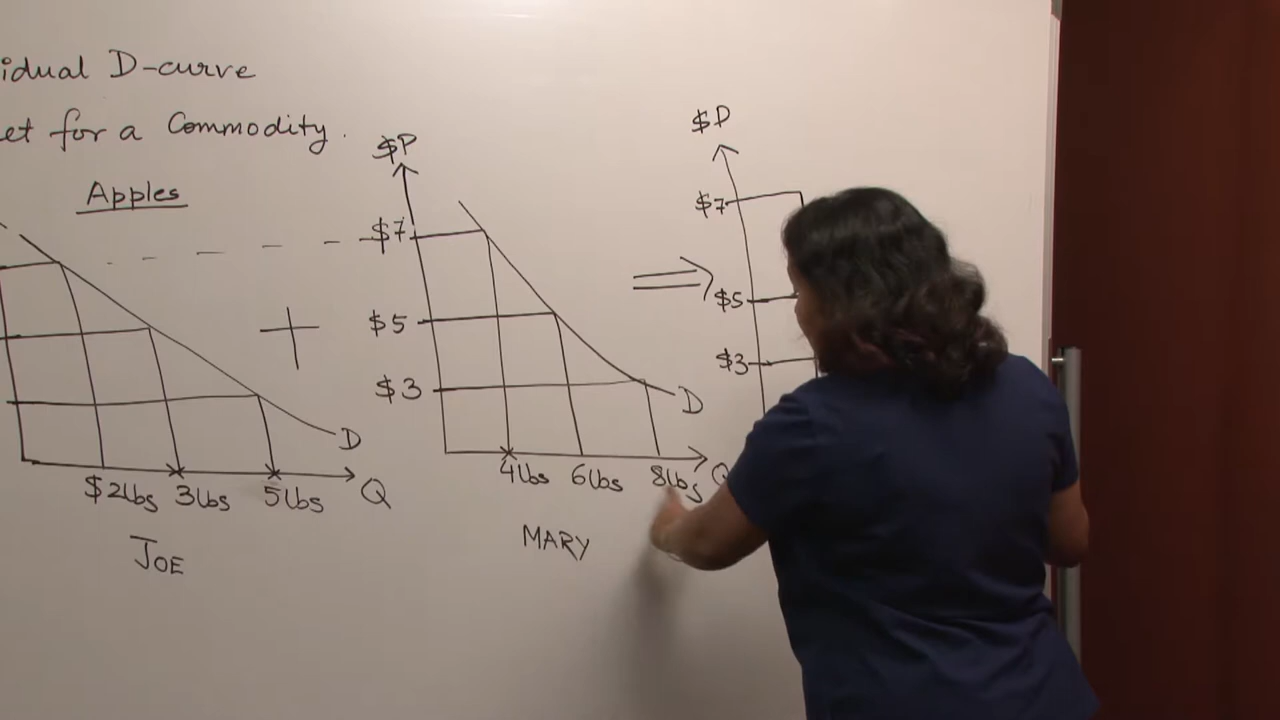 idual D-curve
et for a Commodity.
Apples
$P
$7
$5
$3
D
4lbs 6lbs 8lbs Q
MARY
$2lbs 3lbs 5lbs Q
D
JOE
+
⇒
$P
$7
$5
$3